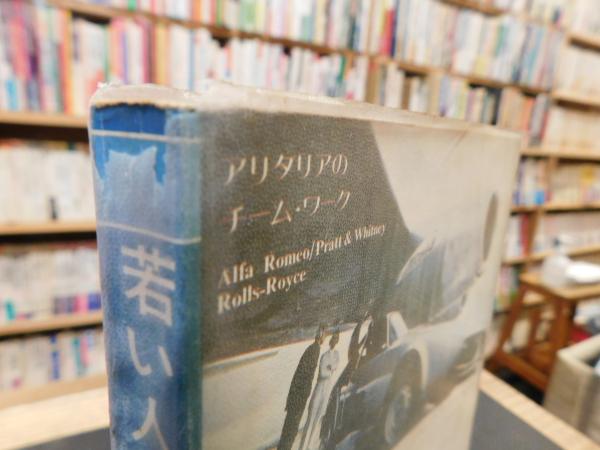 アリタリアの
チーム・ワーク
Alfa Romeo/Pratt & Whitney
Rolls-Royce
若い人